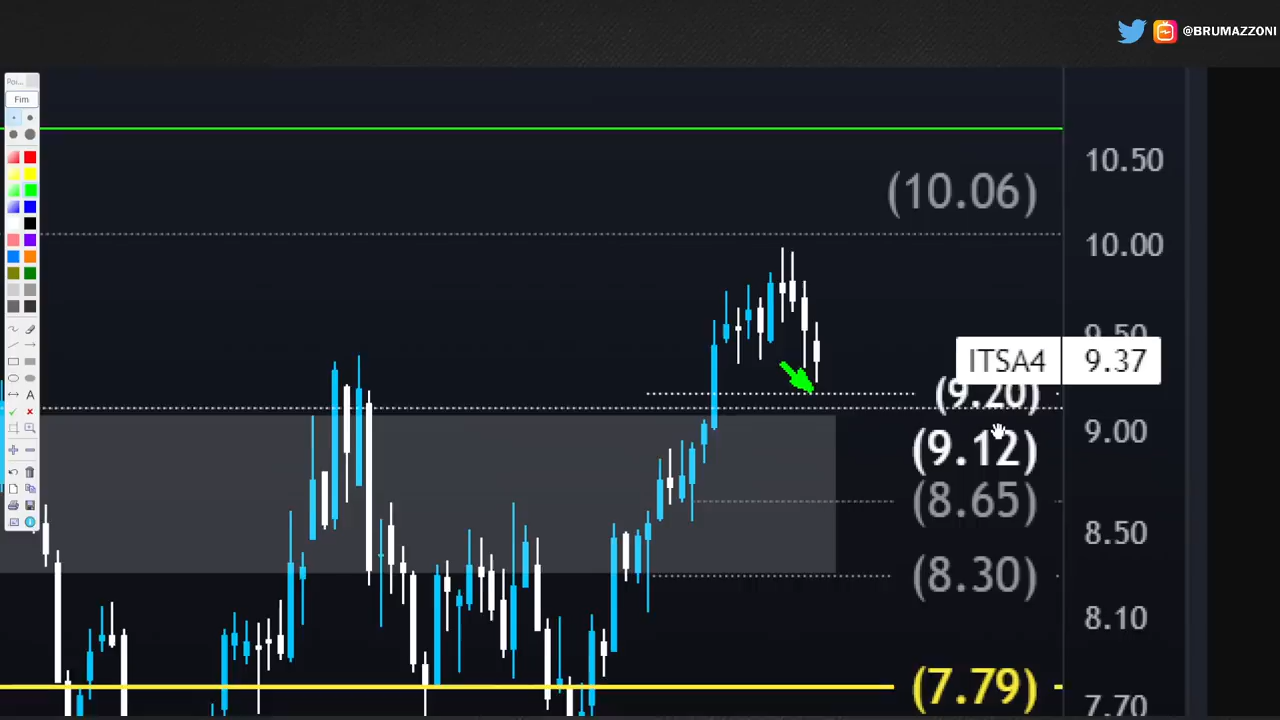 @BRUMAZZONI
Poi...
Fim
10.50
(10.06)
10.00
9.50
ITSA4 9.37
(9.20)
9.00
(9.12)
(8.65)
8.50
(8.30)
8.10
(7.79)
7.70
A